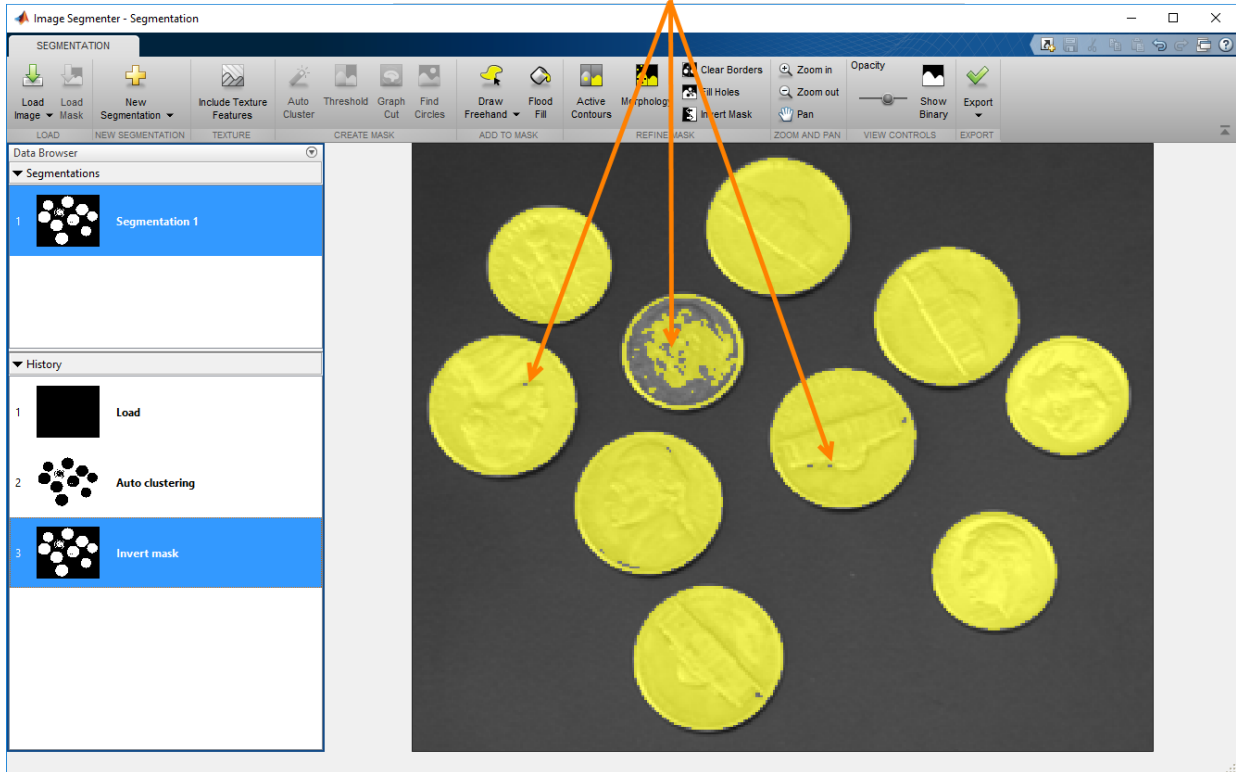 Image Segmenter - Segmentation
SEGMENTATION
Load Image
Load Mask
New Segmentation
Include Texture Features
Auto Cluster
Threshold
Graph Cut
Find Circles
Draw Freehand
Flood Fill
Active Contours
Morphology
Clear Borders
Fill Holes
Invert Mask
Zoom in
Zoom out
Pan
Opacity
Show Binary
Export
LOAD
NEW SEGMENTATION
TEXTURE
CREATE MASK
ADD TO MASK
REFINE MASK
ZOOM AND PAN
VIEW CONTROLS
EXPORT
Data Browser
Segmentations
1 Segmentation 1
History
1 Load
2 Auto clustering
3 Invert mask